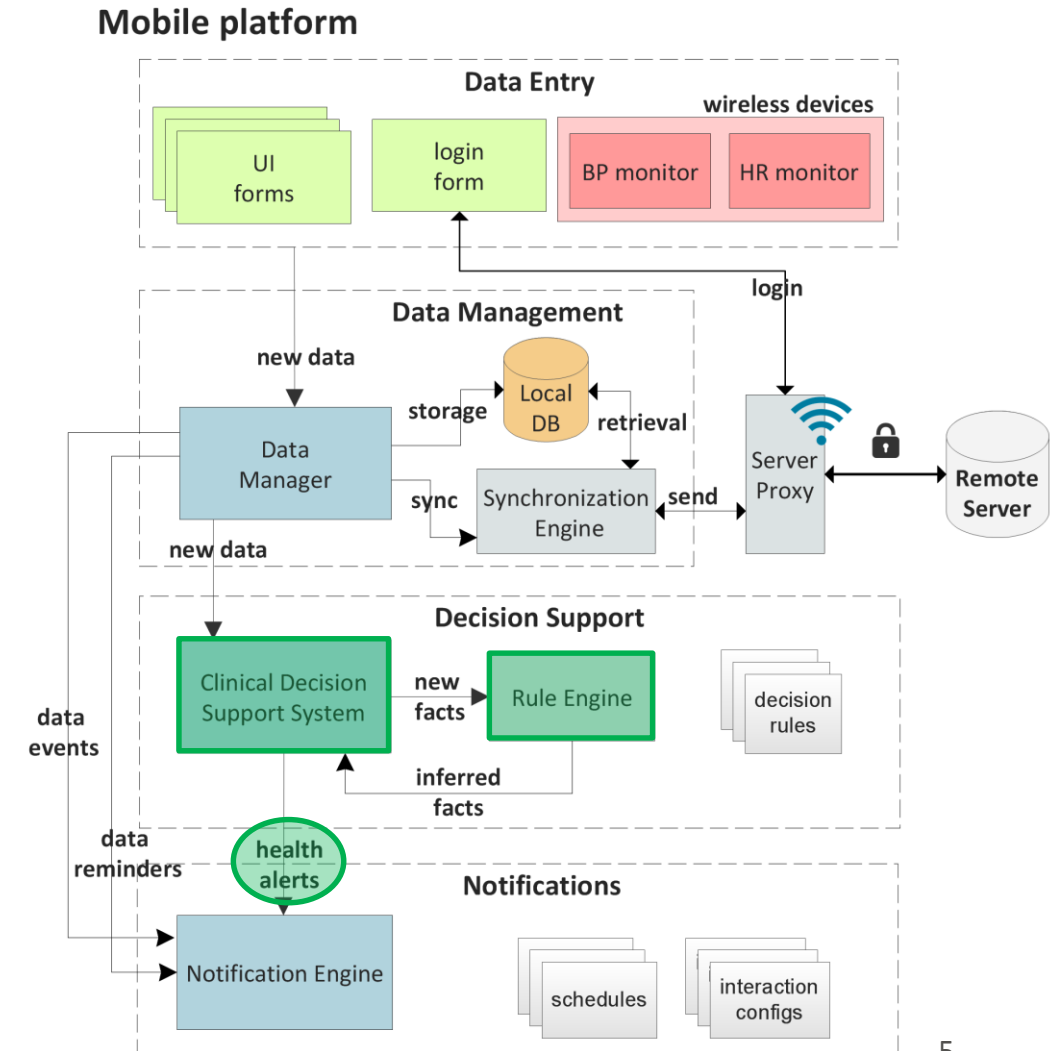 Mobile platform
Data Entry
wireless devices
UI
forms
login
form
BP monitor
HR monitor
login
Data Management
new data
storage
Local
DB
retrieval
Data
Manager
sync
Synchronization
Engine
send
Server
Proxy
Remote
Server
new data
Decision Support
Clinical Decision
Support System
new
facts
Rule Engine
decision
rules
data
events
inferred
facts
data
reminders
health
alerts
Notifications
Notification Engine
schedules
interaction
configs